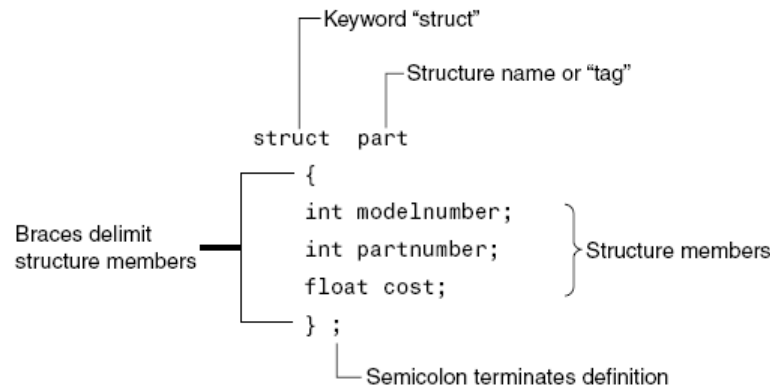 Keyword “struct”
Structure name or “tag”
struct part
{
int modelnumber;
Braces delimit
structure members
int partnumber;
Structure members
float cost;
} ;
Semicolon terminates definition